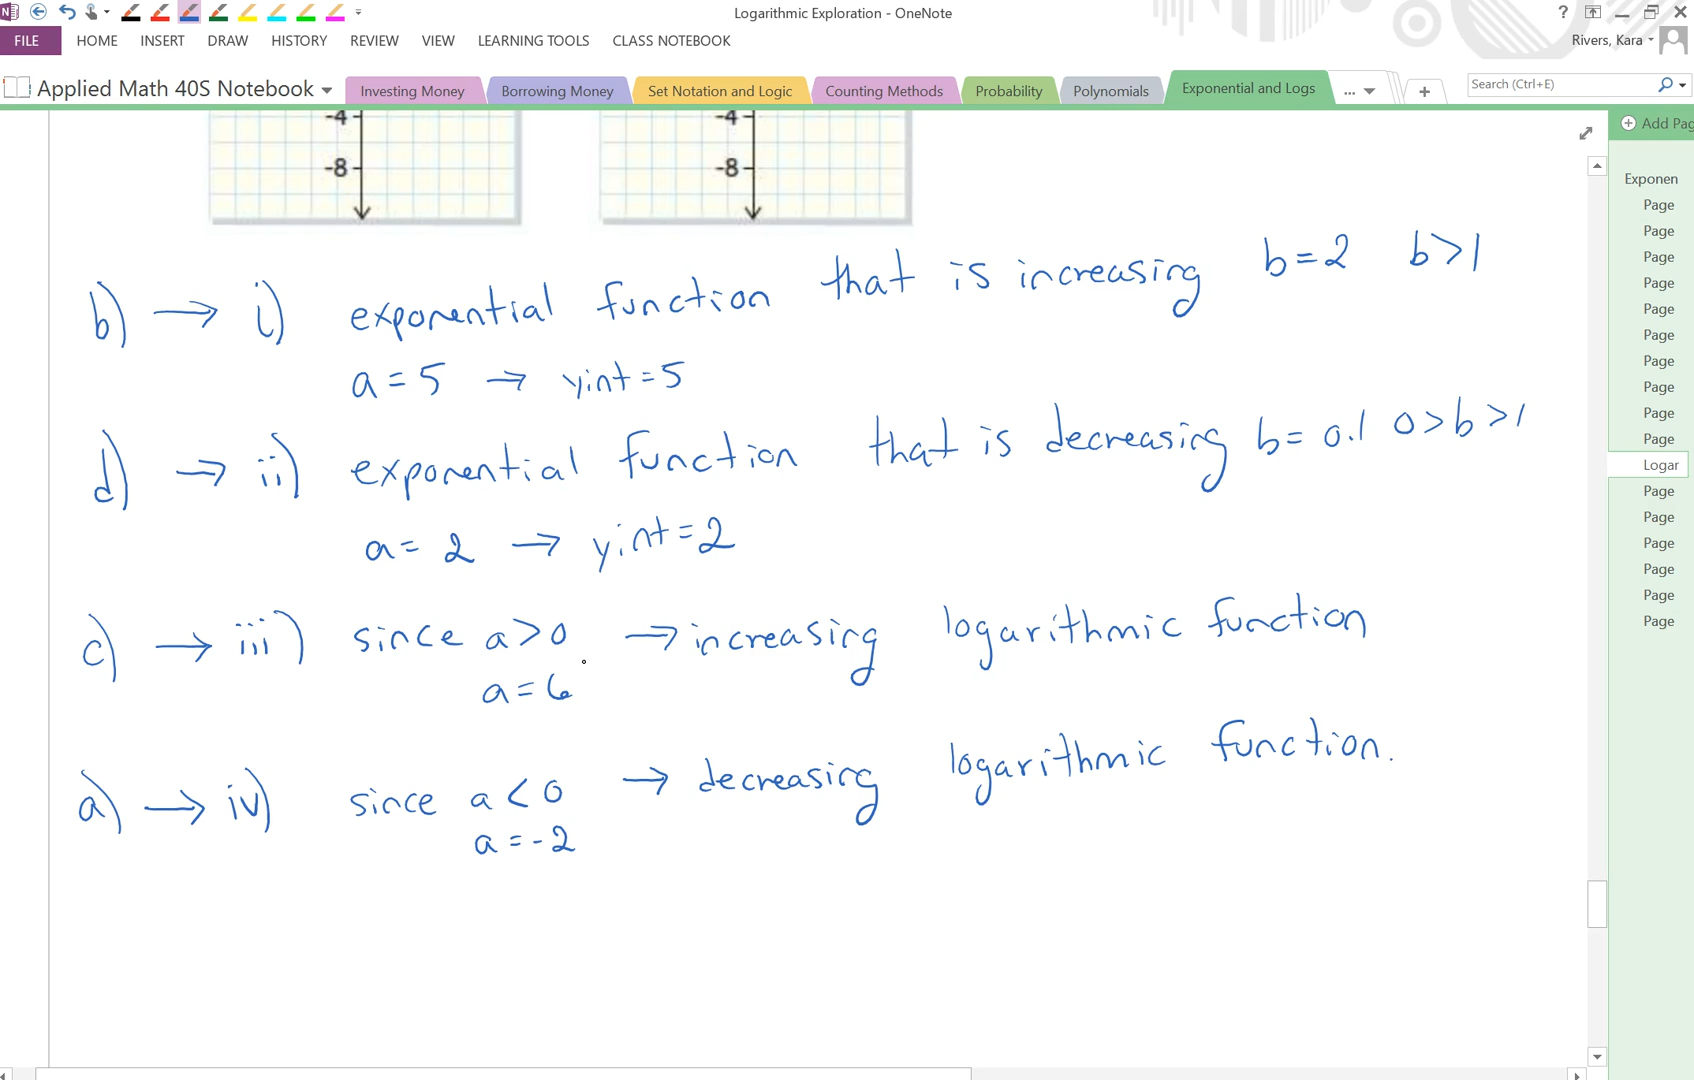 Logarithmic Exploration - OneNote
?
FILE HOME INSERT DRAW HISTORY REVIEW VIEW LEARNING TOOLS CLASS NOTEBOOK
Rivers, Kara
Applied Math 40S Notebook
Investing Money
Borrowing Money
Set Notation and Logic
Counting Methods
Probability
Polynomials
Exponential and Logs
...
+
Search (Ctrl+E)
Add Pag
-4 -4
-8 -8
b) → i) exponential function that is increasing b=2 b>1
a=5 → yint=5
d) → ii) exponential function that is decreasing b= 0.1 0>b>1
a= 2 → yint=2
c) → iii) since a>0 → increasing logarithmic function
a=6
a) → iv) since a<0 → decreasing logarithmic function.
a=-2
Exponen
Page
Page
Page
Page
Page
Page
Page
Page
Page
Page
Logar
Page
Page
Page
Page
Page
Page